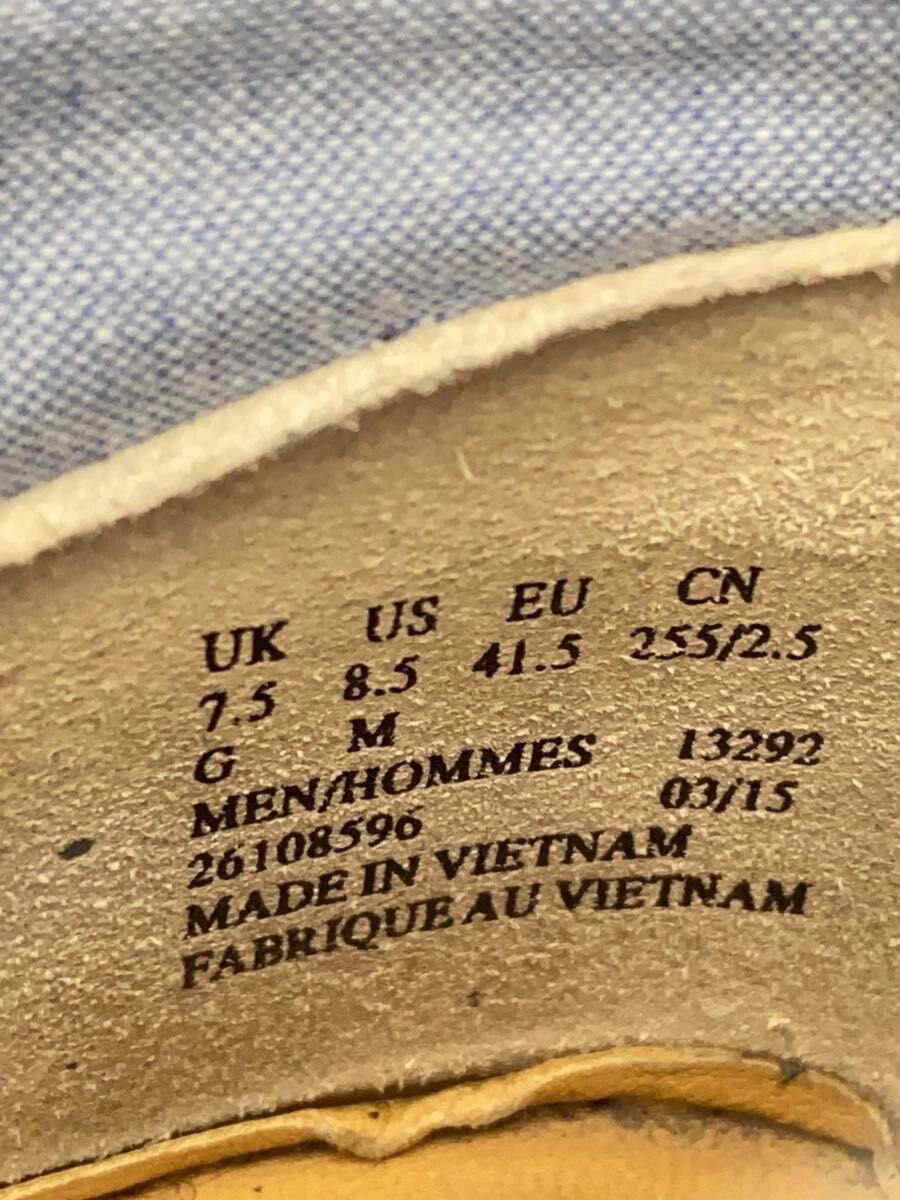 UK US EU CN
7.5 8.5 41.5 255/2.5
G M
MEN/HOMMES 13292
26108596 03/15
MADE IN VIETNAM
FABRIQUE AU VIETNAM